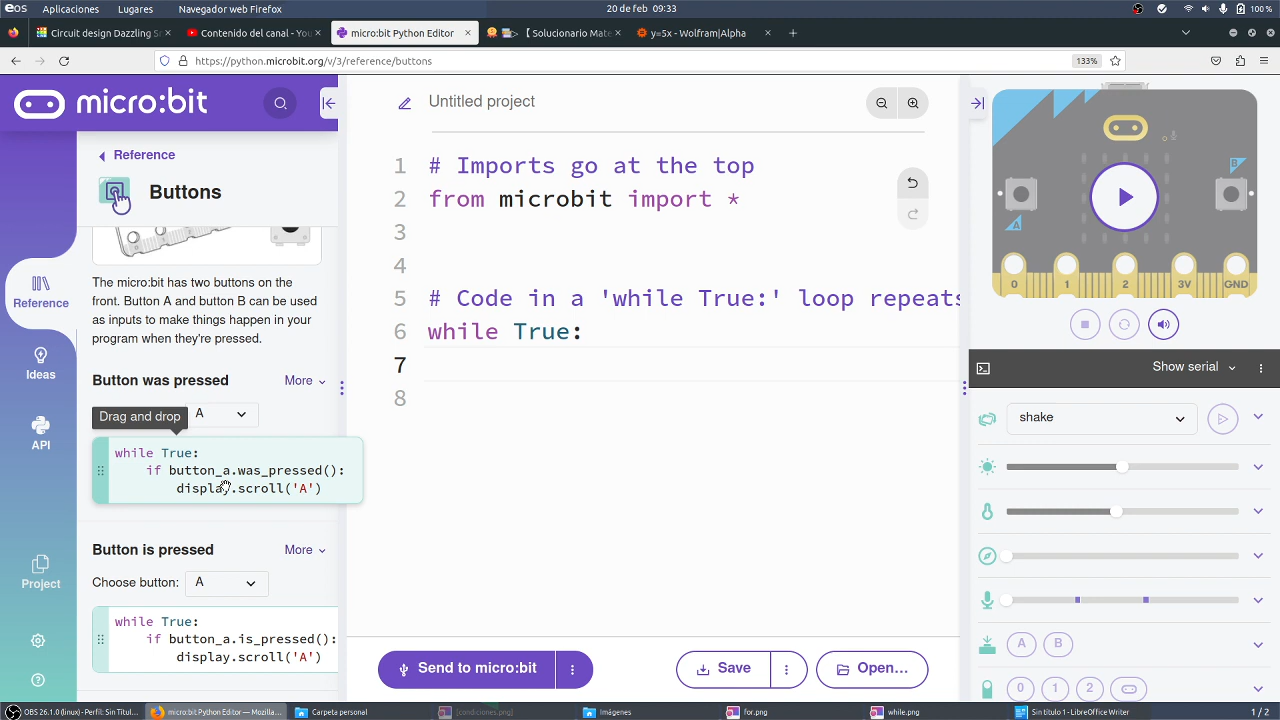 eos Aplicaciones Lugares Navegador web Firefox 20 de feb 09:33 100 %
Circuit design Dazzling S
Contenido del canal - You
micro:bit Python Editor
【 Solucionario Mate
y=5x - Wolfram|Alpha
https://python.microbit.org/v/3/reference/buttons 133%
micro:bit
Reference
Buttons
The micro:bit has two buttons on the
front. Button A and button B can be used
as inputs to make things happen in your
program when they're pressed.
Button was pressed More
Drag and drop A
while True:
if button_a.was_pressed():
display.scroll('A')
Button is pressed More
Choose button: A
while True:
if button_a.is_pressed():
display.scroll('A')
Reference
Ideas
API
Project
Untitled project
1 # Imports go at the top
2 from microbit import *
3
4
5 # Code in a 'while True:' loop repeats
6 while True:
7
8
Send to micro:bit
Save
Open...
A
B
0 1 2 3V GND
Show serial
shake
A B
0 1 2
OBS 26.1.0 (linux) - Perfil: Sin Titul...
micro:bit Python Editor — Mozilla...
Carpeta personal
[condiciones.png]
Imágenes
for.png
while.png
Sin título 1 - LibreOffice Writer
1 / 2